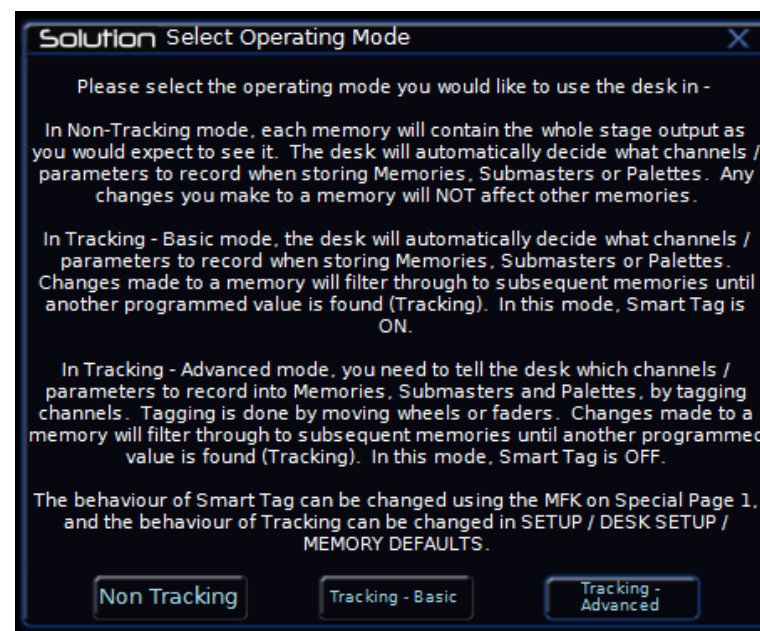 Solution Select Operating Mode X
Please select the operating mode you would like to use the desk in -
In Non-Tracking mode, each memory will contain the whole stage output as
you would expect to see it. The desk will automatically decide what channels /
parameters to record when storing Memories, Submasters or Palettes. Any
changes you make to a memory will NOT affect other memories.
In Tracking - Basic mode, the desk will automatically decide what channels /
parameters to record when storing Memories, Submasters or Palettes.
Changes made to a memory will filter through to subsequent memories until
another programmed value is found (Tracking). In this mode, Smart Tag is
ON.
In Tracking - Advanced mode, you need to tell the desk which channels /
parameters to record into Memories, Submasters and Palettes, by tagging
channels. Tagging is done by moving wheels or faders. Changes made to a
memory will filter through to subsequent memories until another programmed
value is found (Tracking). In this mode, Smart Tag is OFF.
The behaviour of Smart Tag can be changed using the MFK on Special Page 1,
and the behaviour of Tracking can be changed in SETUP / DESK SETUP /
MEMORY DEFAULTS.
Non Tracking Tracking - Basic Tracking -
Advanced